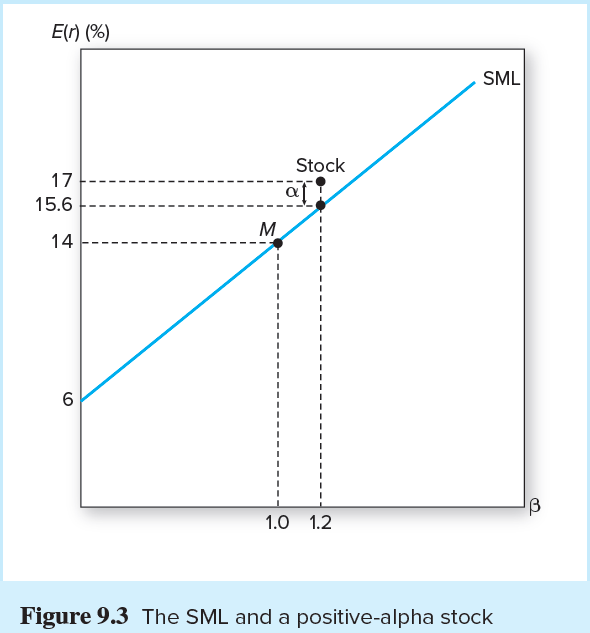 E(r) (%)
SML
Stock
17
α
15.6
M
14
6
β
1.0 1.2
Figure 9.3 The SML and a positive-alpha stock